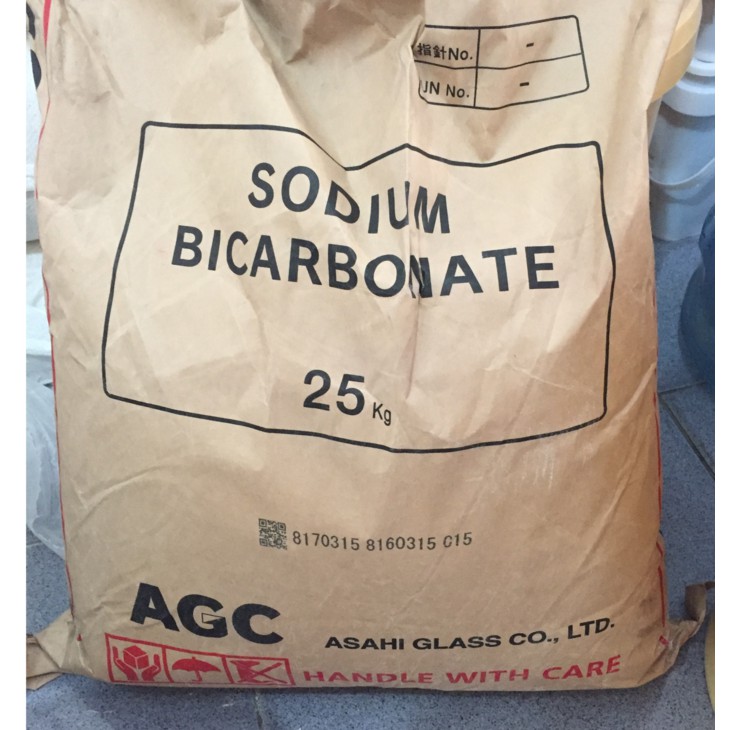 指針No. -
UN No. -
SODIUM
BICARBONATE
25 Kg
8170315 8160315 C15
AGC
ASAHI GLASS CO., LTD.
HANDLE WITH CARE